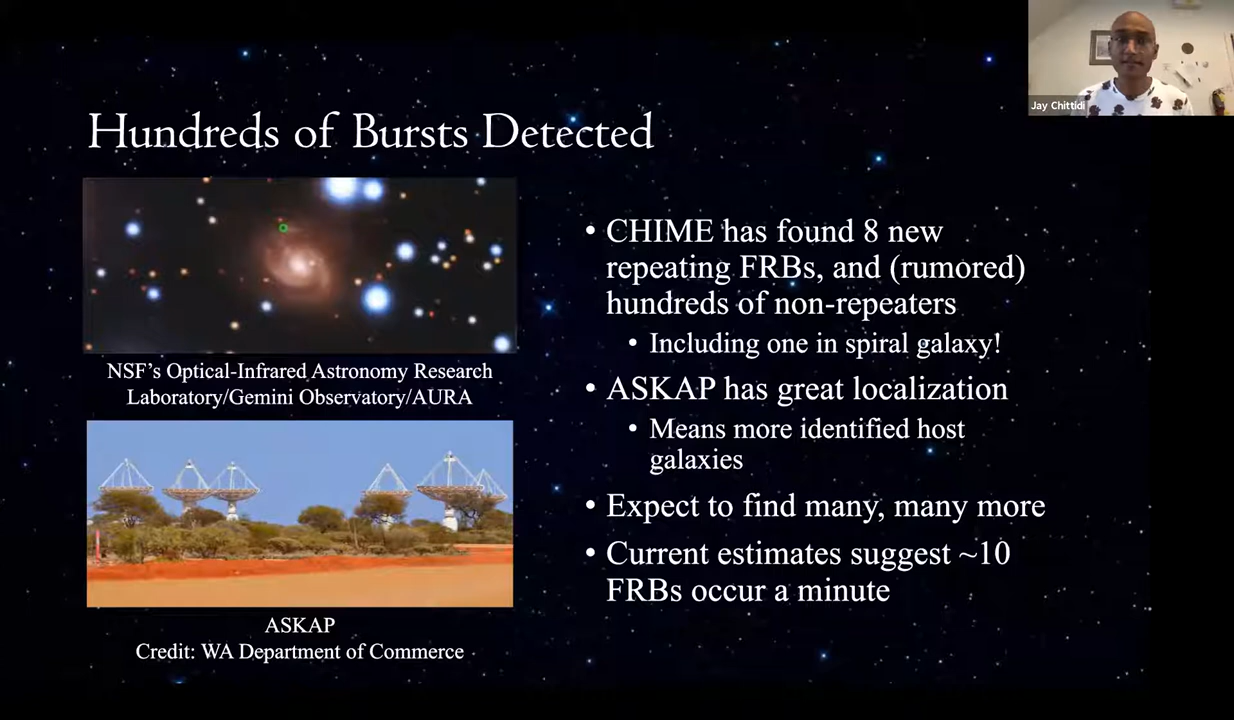 Jay Chittidi
Hundreds of Bursts Detected
NSF's Optical-Infrared Astronomy Research
Laboratory/Gemini Observatory/AURA
ASKAP
Credit: WA Department of Commerce
• CHIME has found 8 new
repeating FRBs, and (rumored)
hundreds of non-repeaters
• Including one in spiral galaxy!
• ASKAP has great localization
• Means more identified host
galaxies
• Expect to find many, many more
• Current estimates suggest ~10
FRBs occur a minute